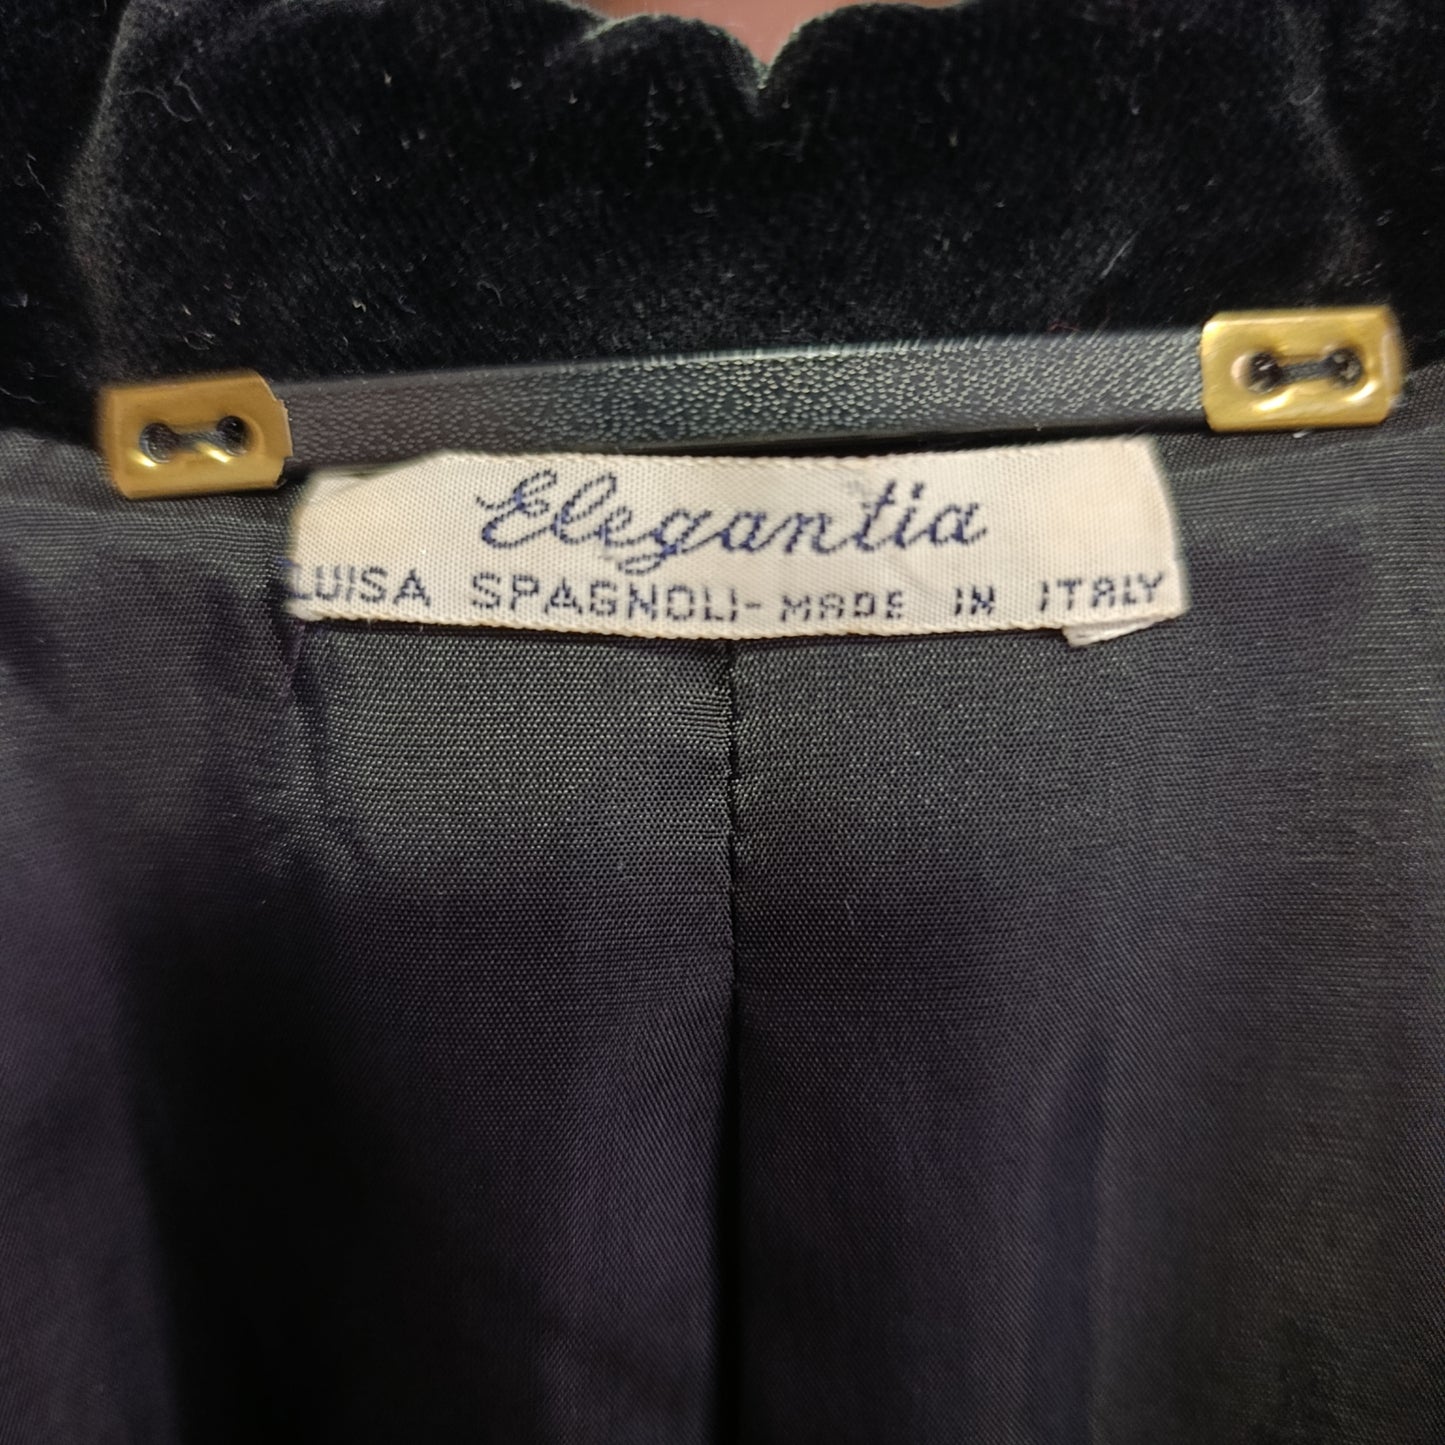 Elegantia
LUISA SPAGNOLI - MADE IN ITALY